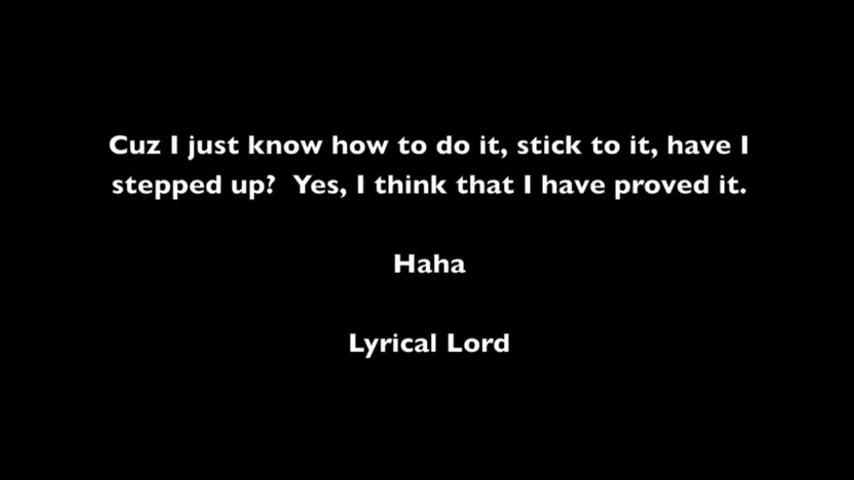 Cuz I just know how to do it, stick to it, have I
stepped up?  Yes, I think that I have proved it.
Haha
Lyrical Lord